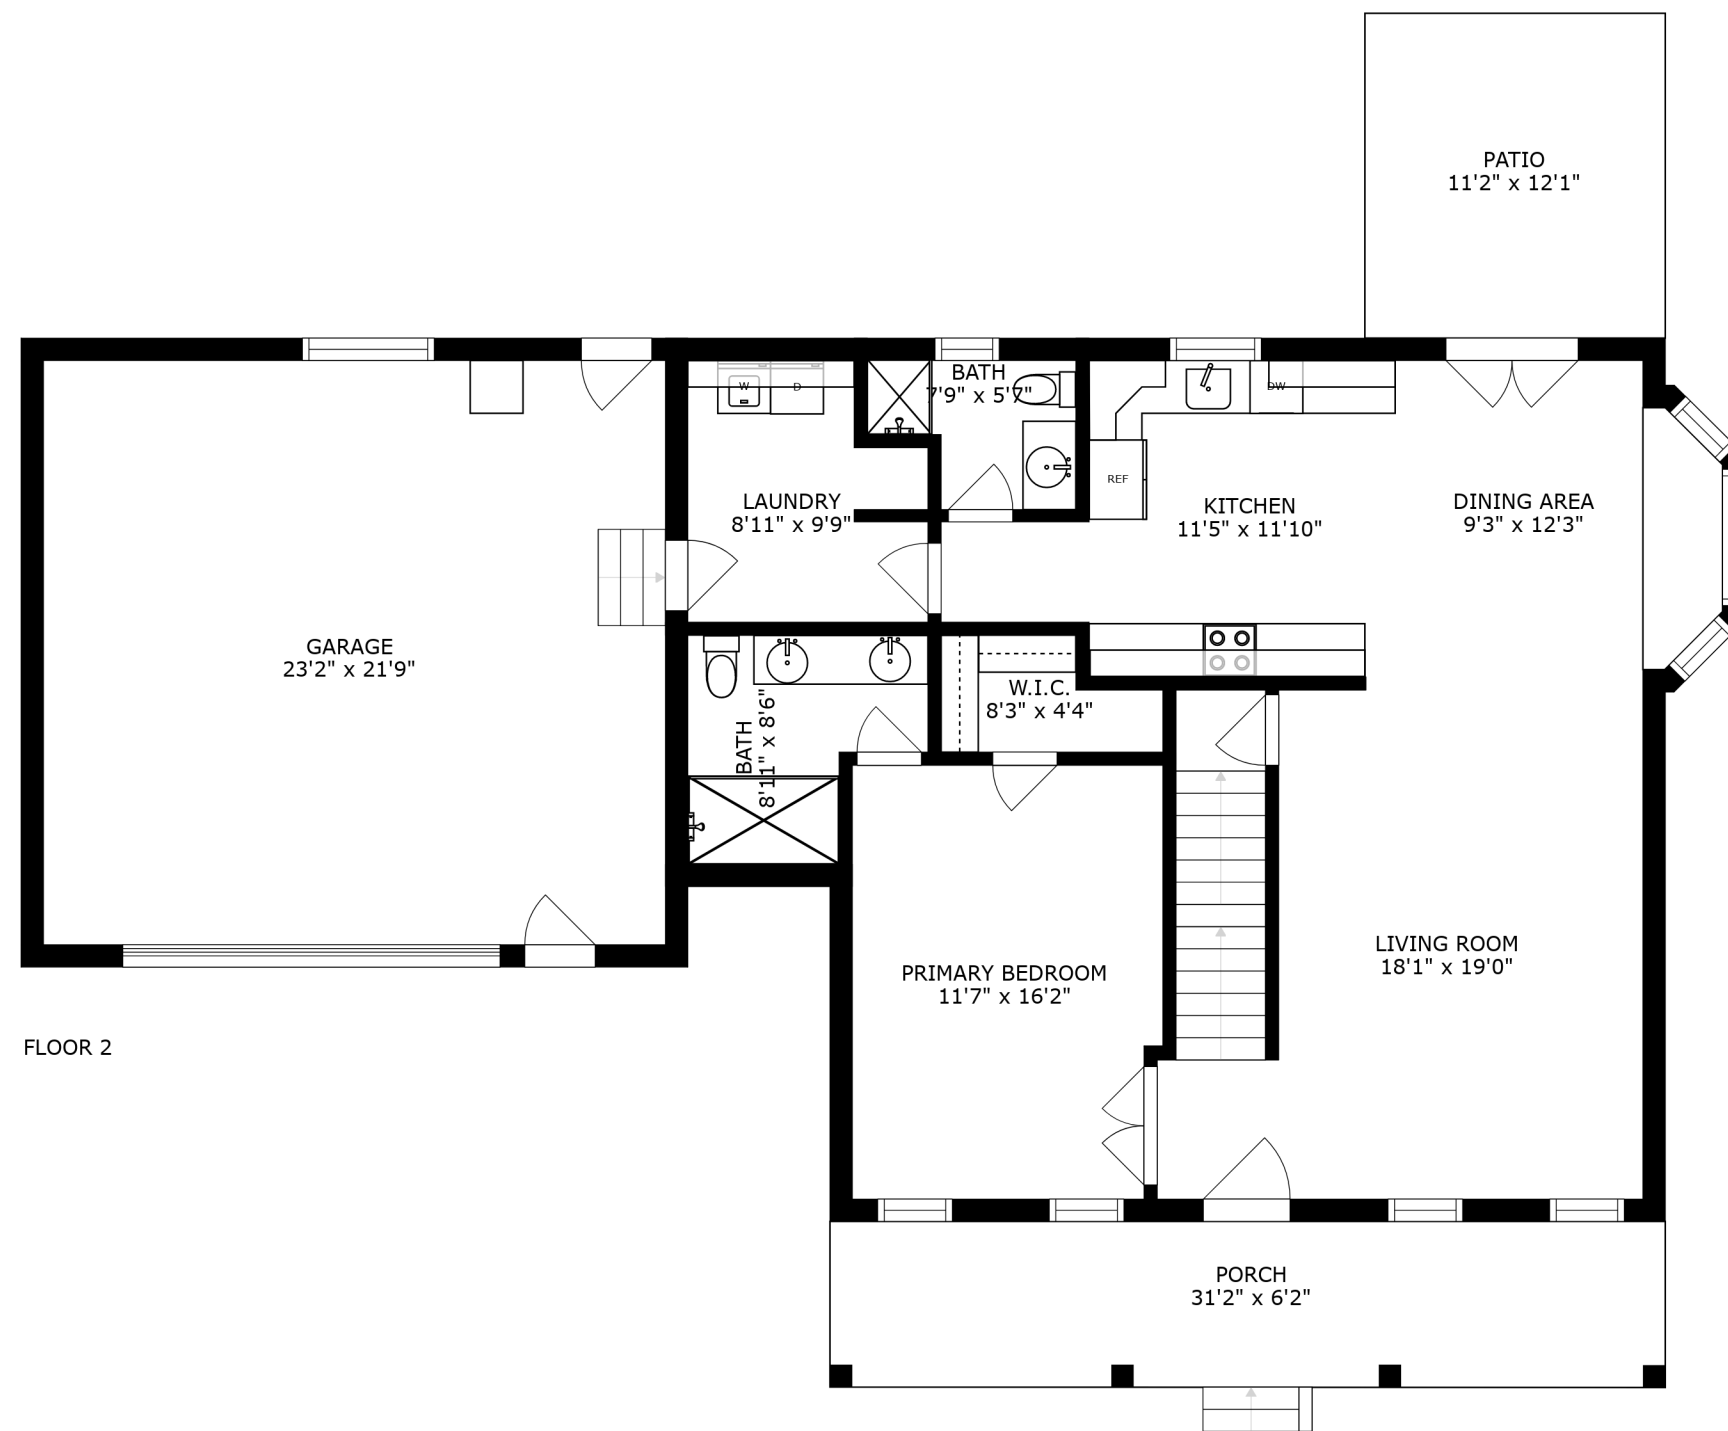 PATIO
11'2" x 12'1"
BATH
7'9" x 5'7"
W
D
DW
REF
LAUNDRY
8'11" x 9'9"
KITCHEN
11'5" x 11'10"
DINING AREA
9'3" x 12'3"
GARAGE
23'2" x 21'9"
W.I.C.
8'3" x 4'4"
BATH
8'11" x 8'6"
LIVING ROOM
18'1" x 19'0"
PRIMARY BEDROOM
11'7" x 16'2"
FLOOR 2
PORCH
31'2" x 6'2"